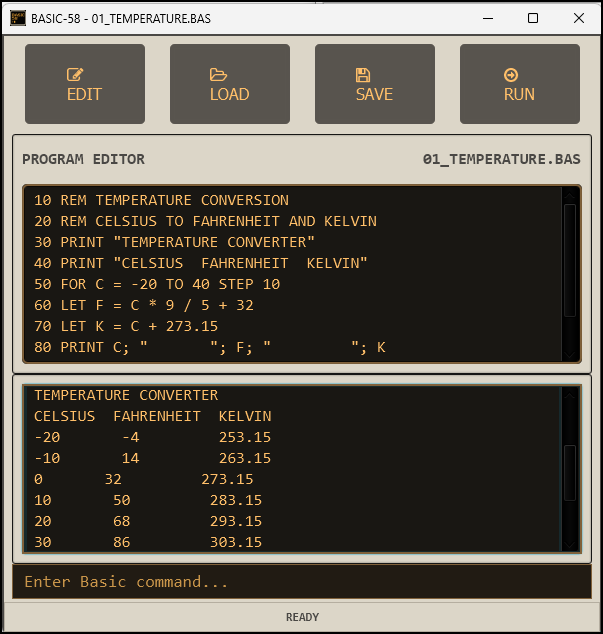 BASIC-58 - 01_TEMPERATURE.BAS
EDIT
LOAD
SAVE
RUN
PROGRAM EDITOR
01_TEMPERATURE.BAS
10 REM TEMPERATURE CONVERSION
20 REM CELSIUS TO FAHRENHEIT AND KELVIN
30 PRINT "TEMPERATURE CONVERTER"
40 PRINT "CELSIUS  FAHRENHEIT  KELVIN"
50 FOR C = -20 TO 40 STEP 10
60 LET F = C * 9 / 5 + 32
70 LET K = C + 273.15
80 PRINT C; "       "; F; "         "; K
TEMPERATURE CONVERTER
CELSIUS  FAHRENHEIT  KELVIN
-20       -4         253.15
-10       14         263.15
0       32         273.15
10       50         283.15
20       68         293.15
30       86         303.15
Enter Basic command...
READY